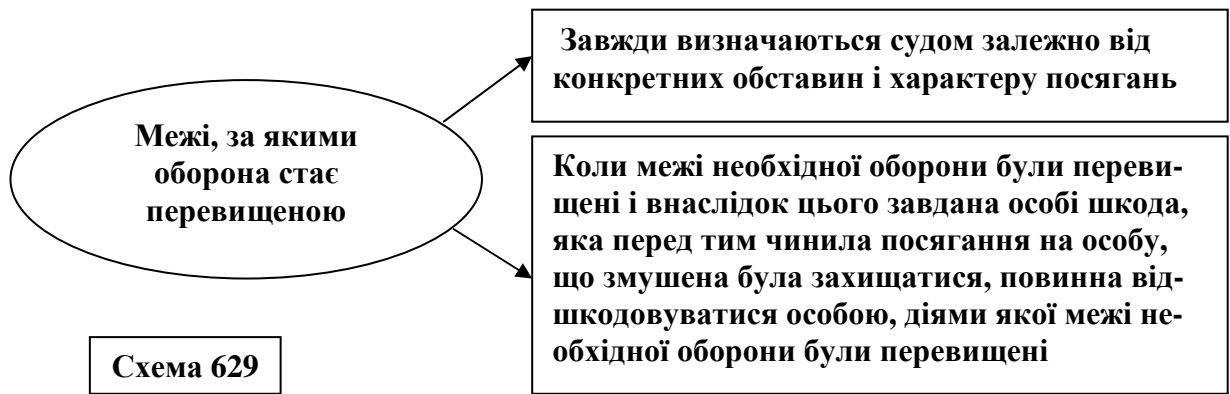 Межі, за якими
оборона стає
перевищеною
Завжди визначаються судом залежно від
конкретних обставин і характеру посягань
Коли межі необхідної оборони були переви-
щені і внаслідок цього завдана особі шкода,
яка перед тим чинила посягання на особу,
що змушена була захищатися, повинна від-
шкодовуватися особою, діями якої межі не-
обхідної оборони були перевищені
Схема 629